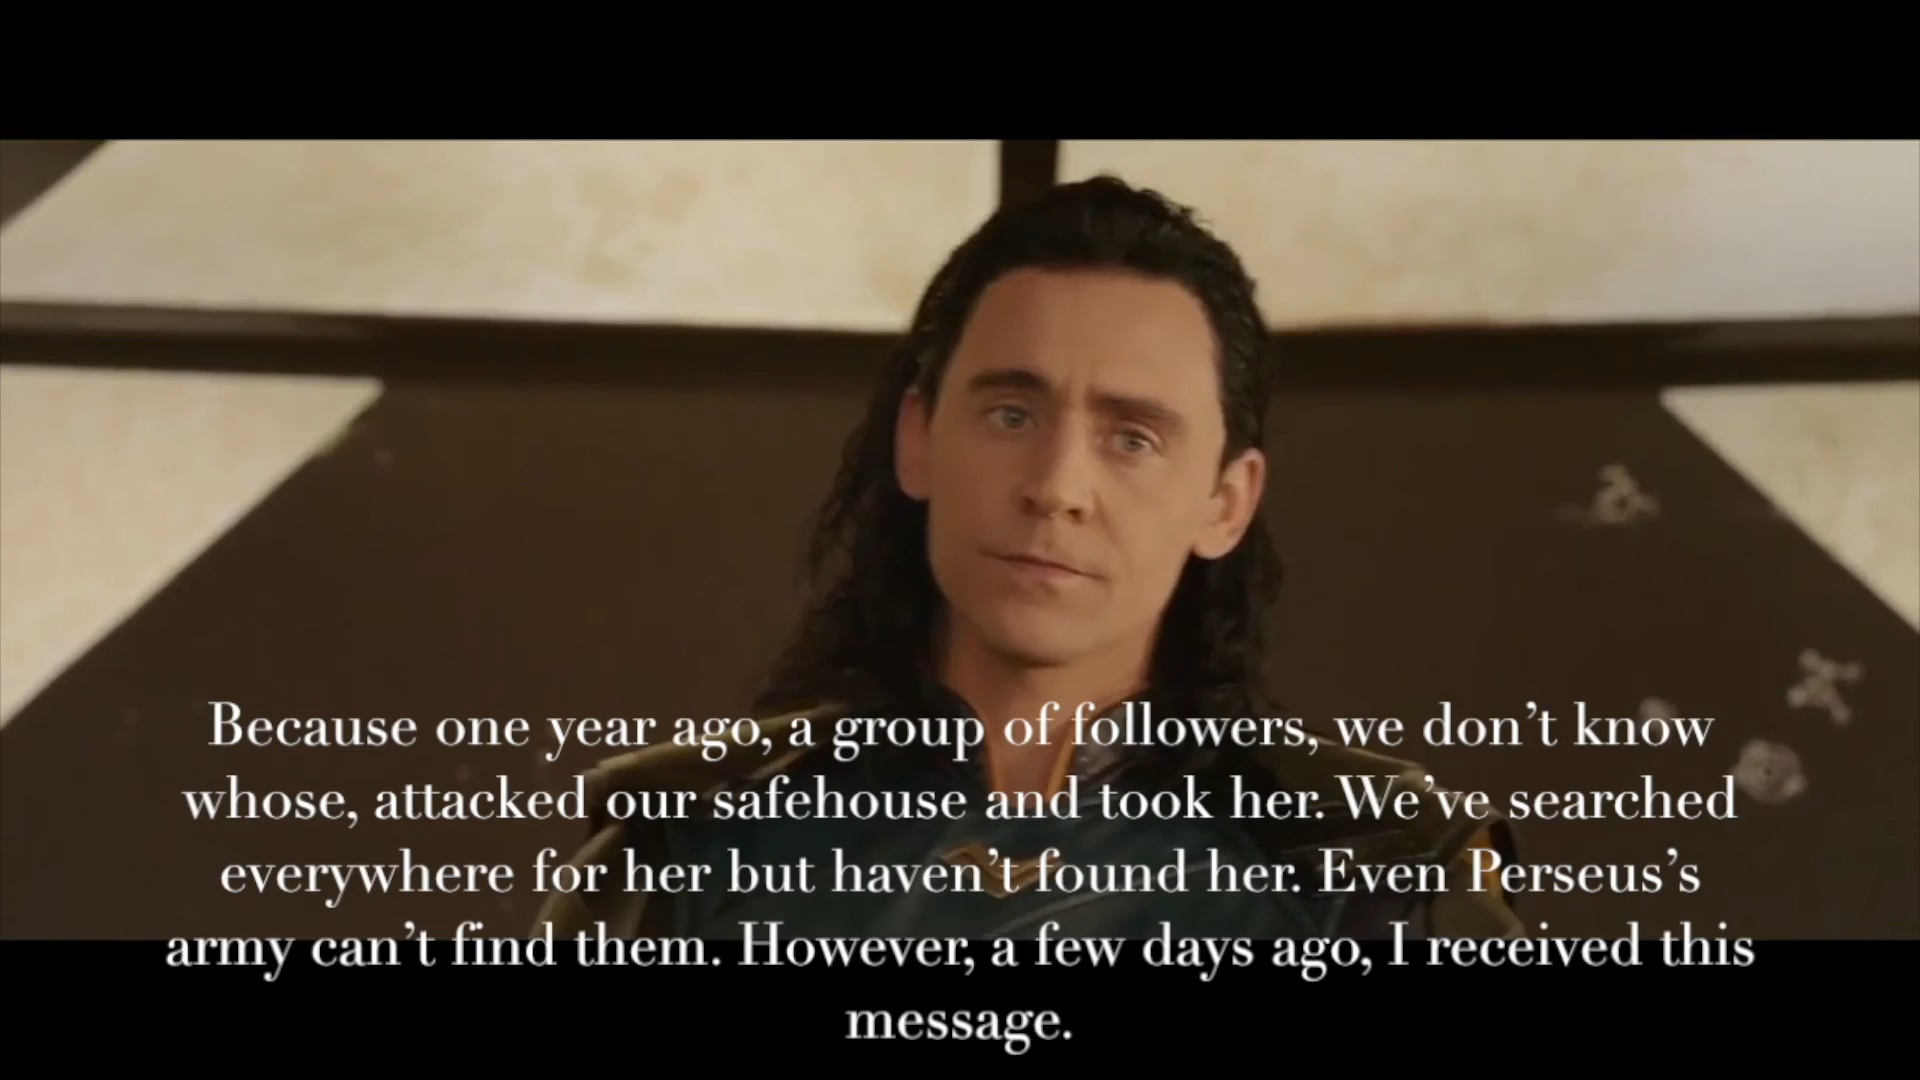 Because one year ago, a group of followers, we don’t know
whose, attacked our safehouse and took her. We’ve searched
everywhere for her but haven’t found her. Even Perseus’s
army can’t find them. However, a few days ago, I received this
message.